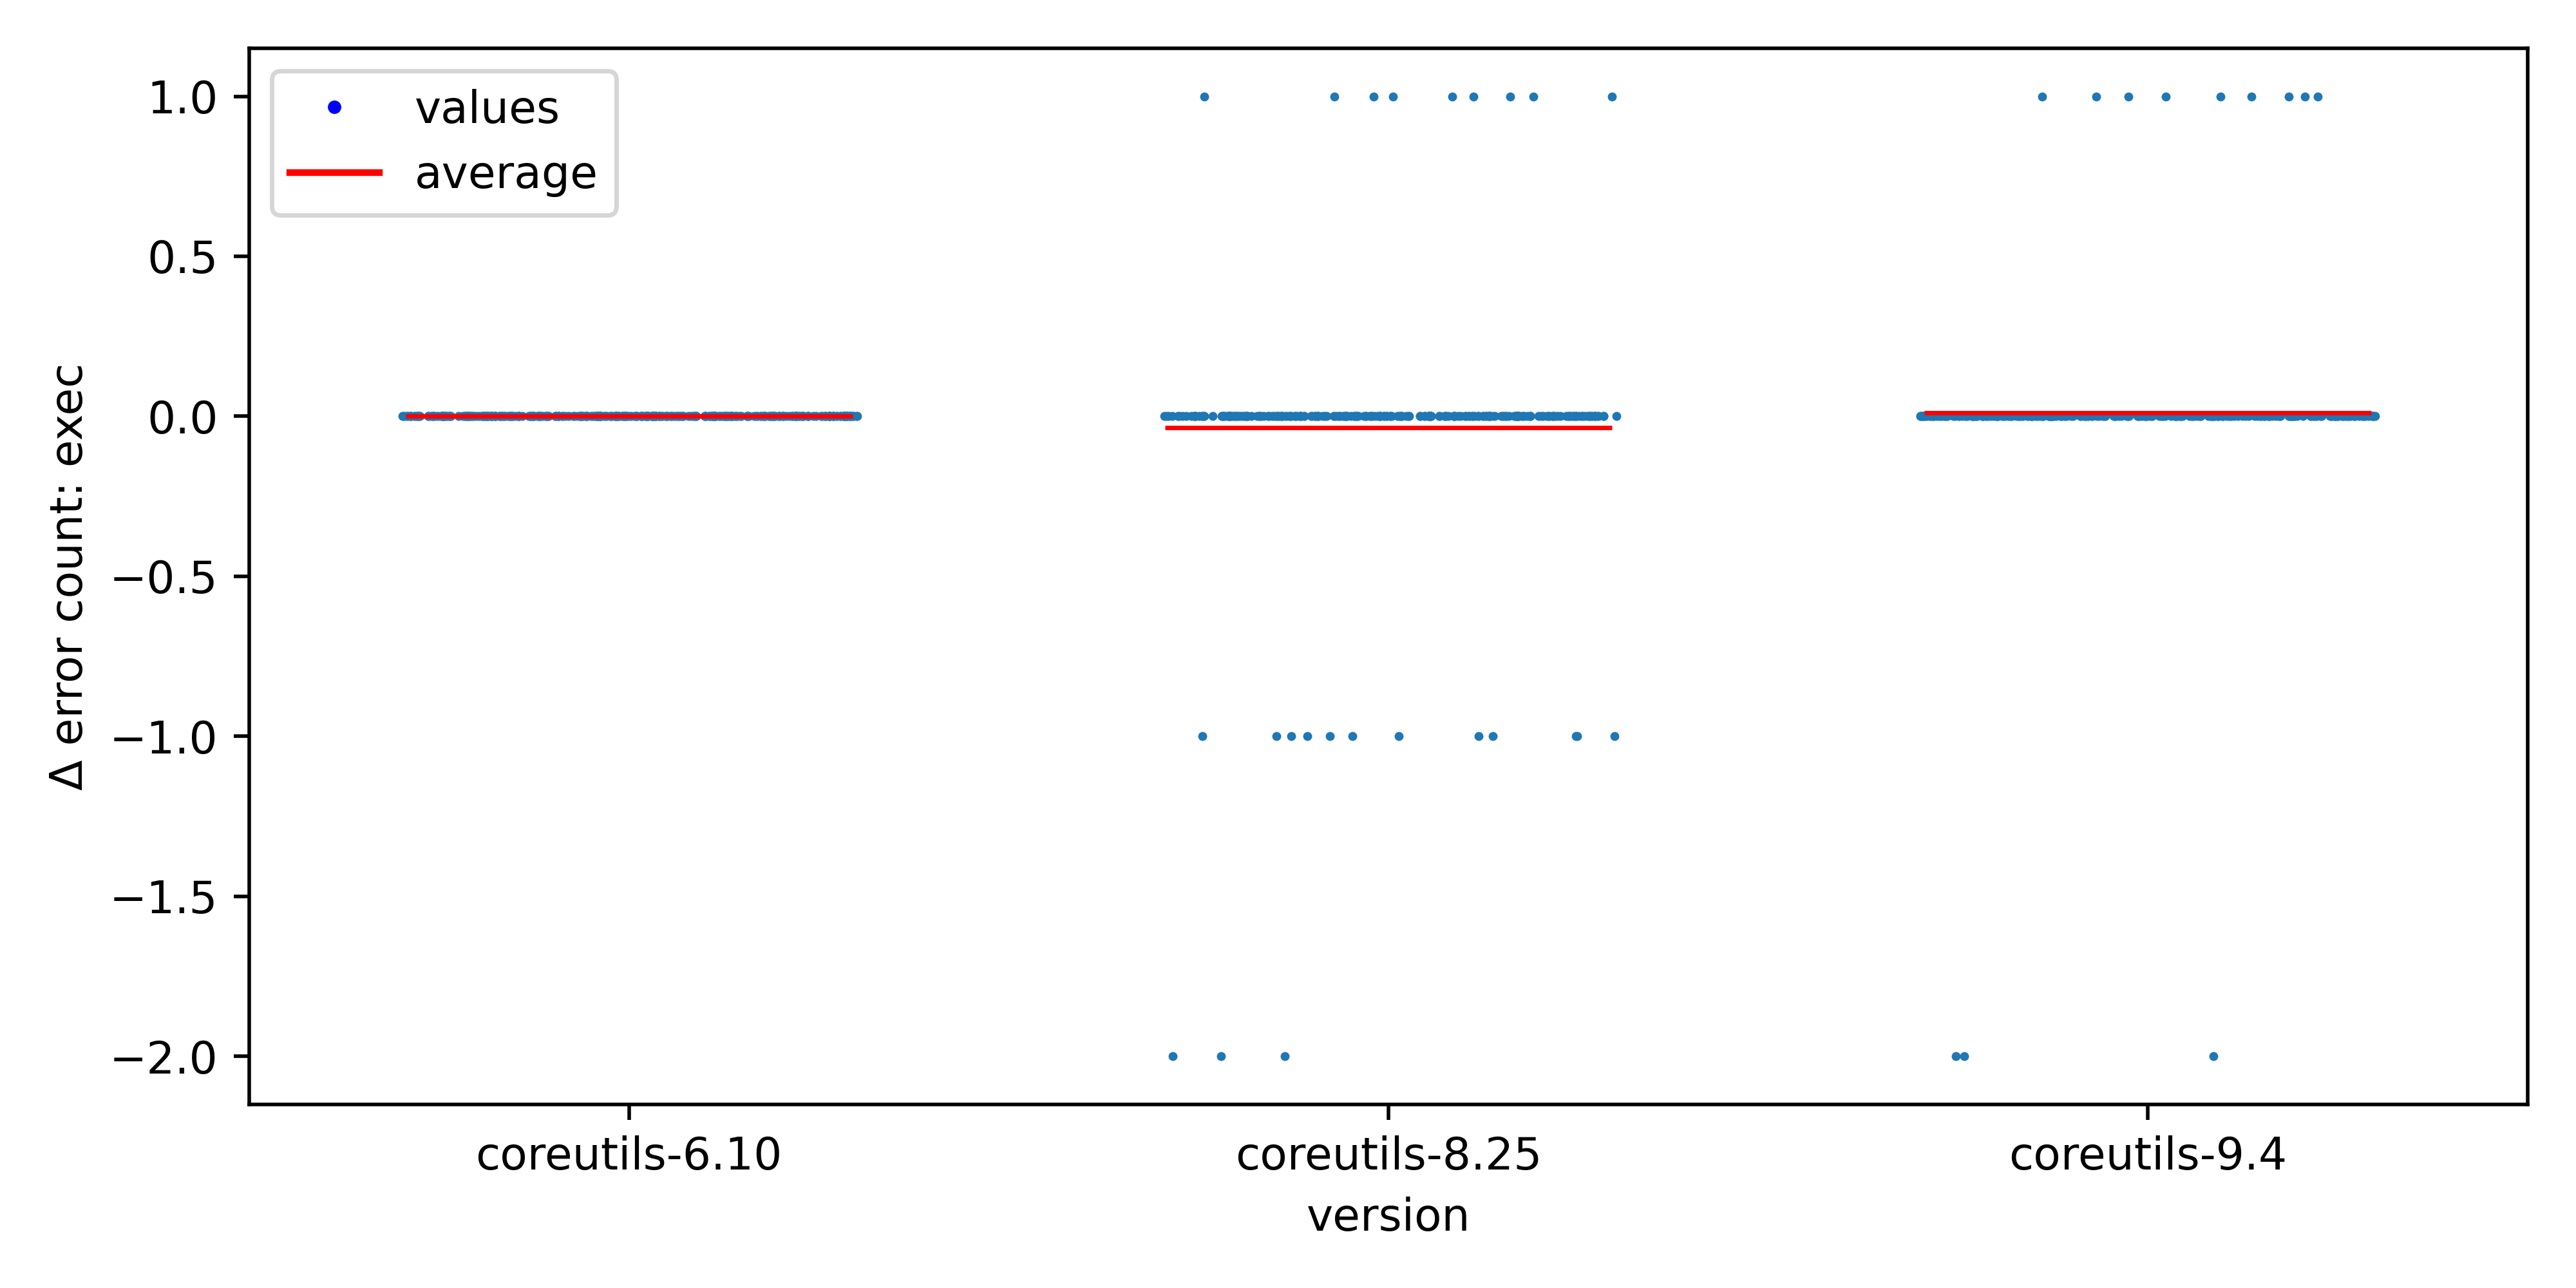 values
average
1.0
0.5
0.0
−0.5
−1.0
−1.5
−2.0
Δ error count: exec
coreutils-6.10
coreutils-8.25
coreutils-9.4
version